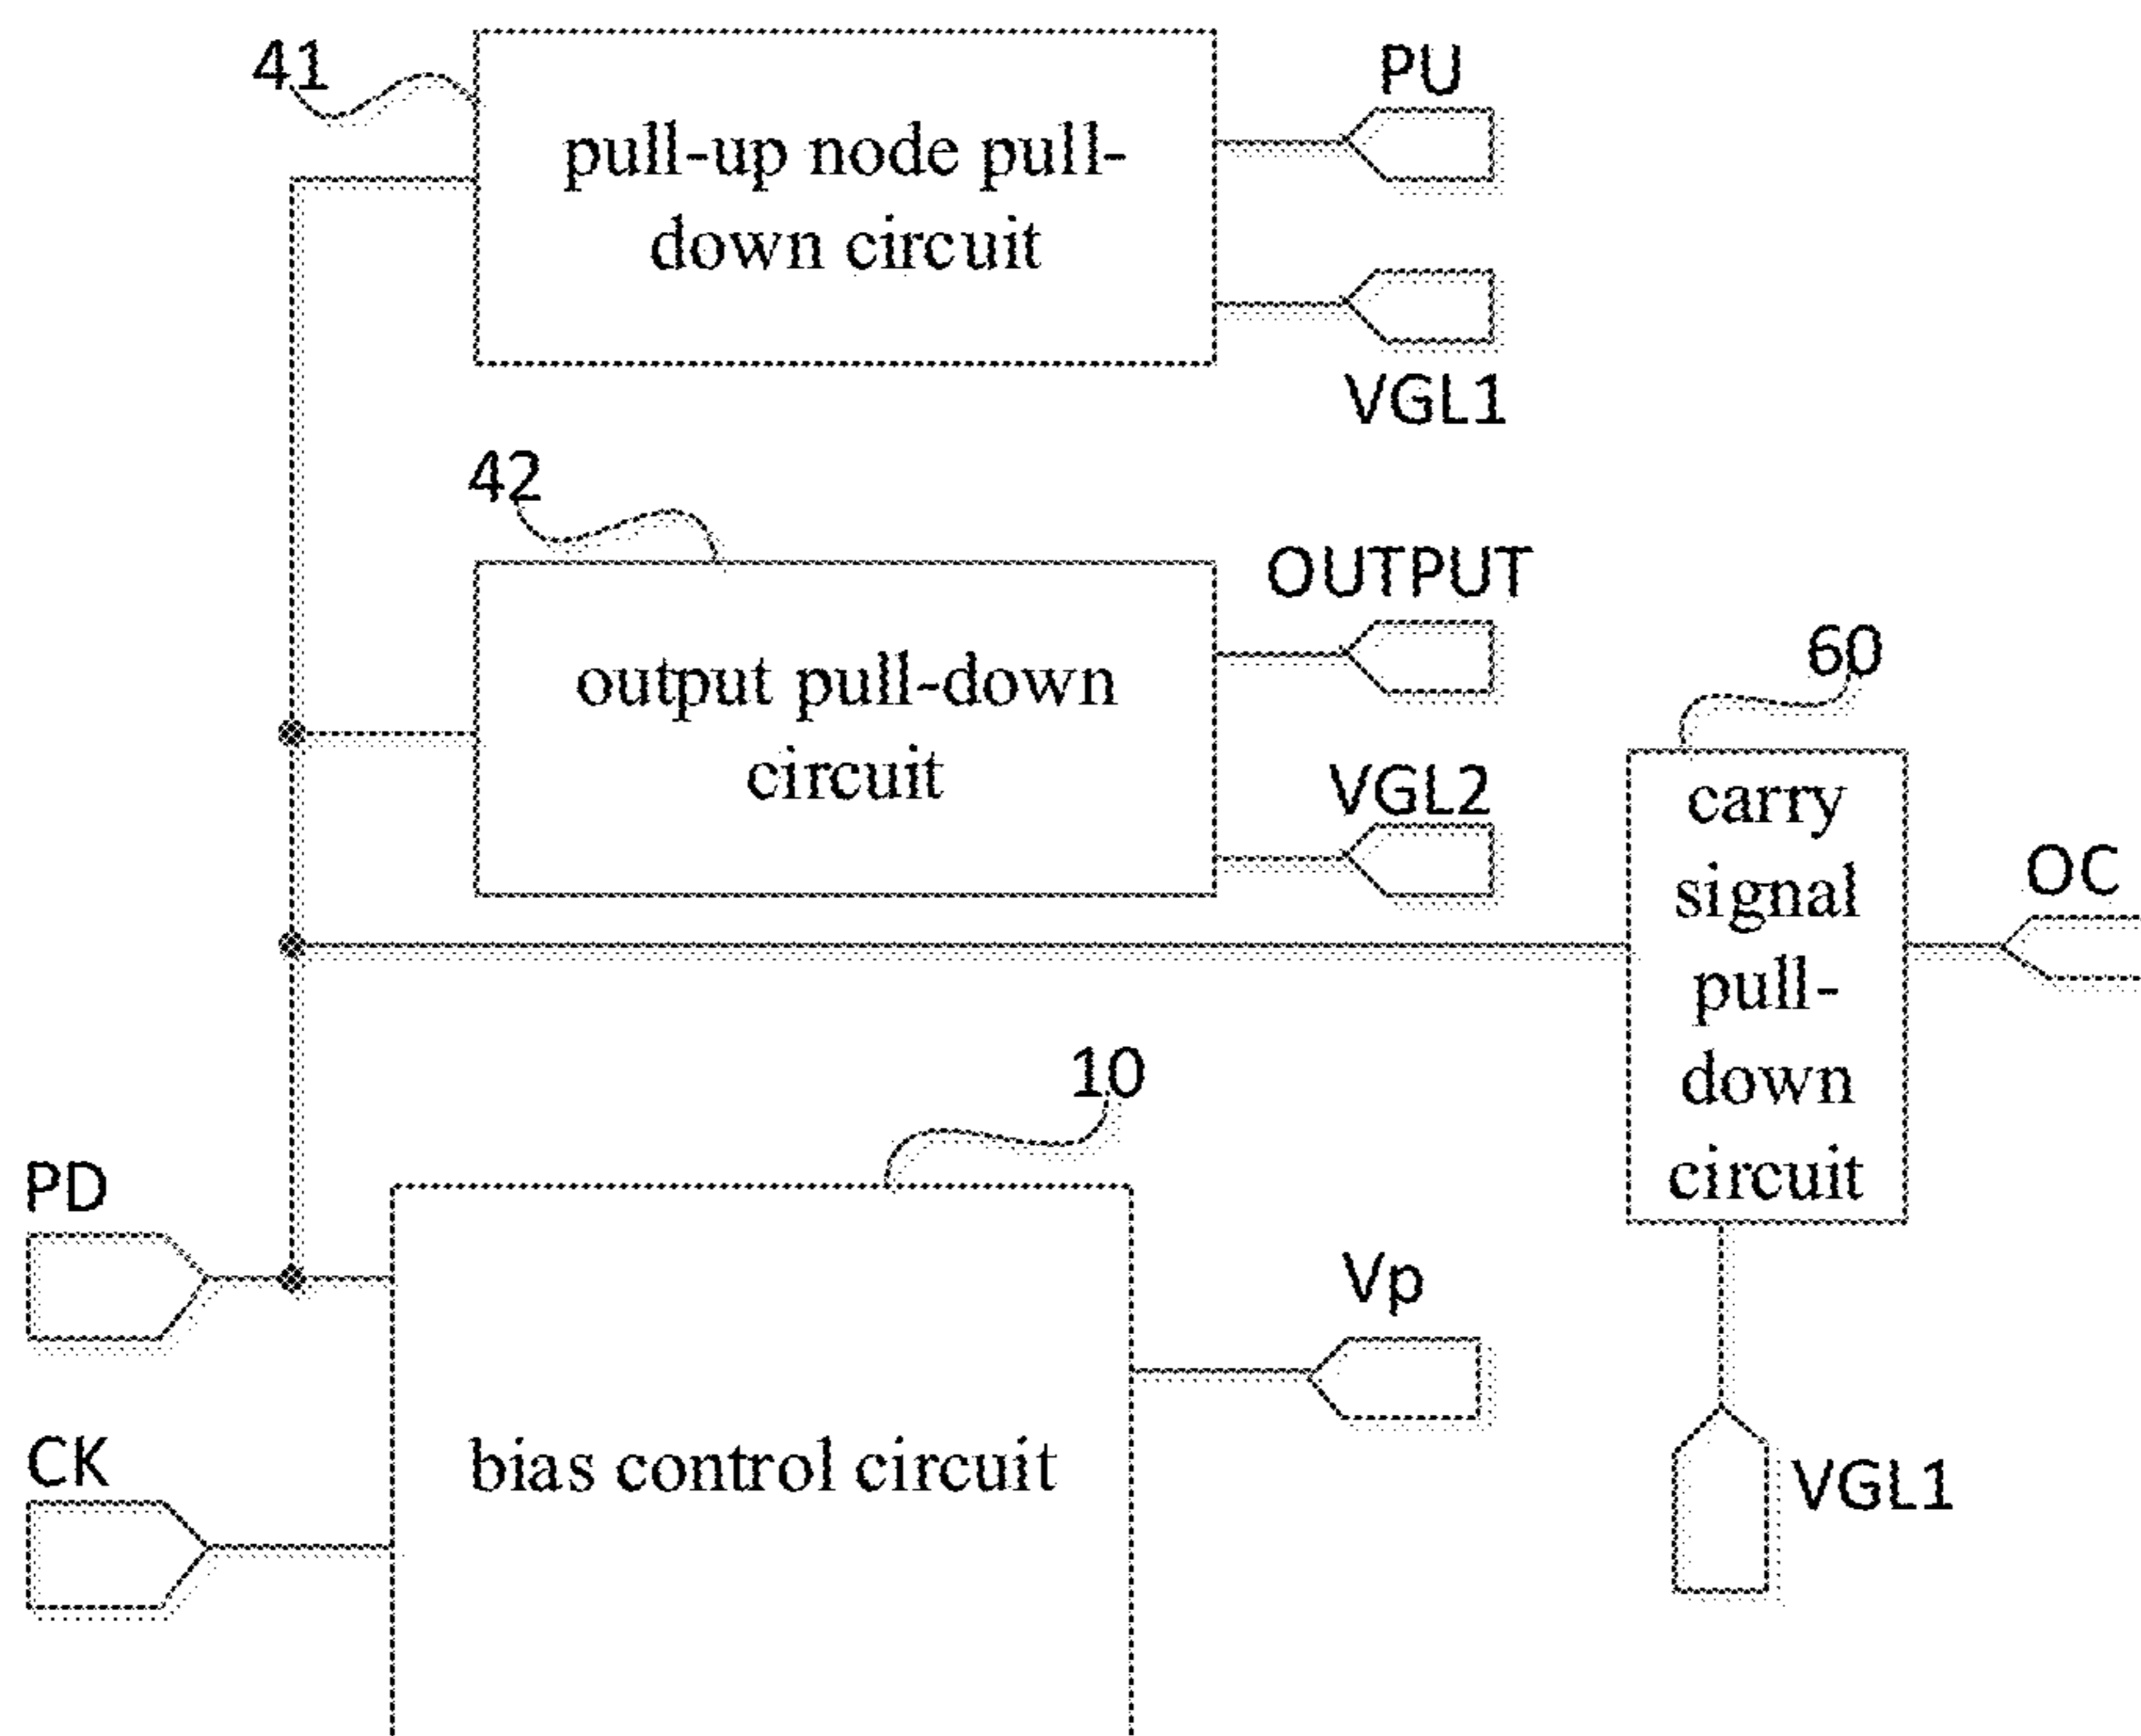 41
PU
pull-up node pull-
down circuit
VGL1
42
OUTPUT
output pull-down
circuit
VGL2
60
carry
signal
pull-
down
circuit
OC
10
PD
Vp
CK
bias control circuit
VGL1